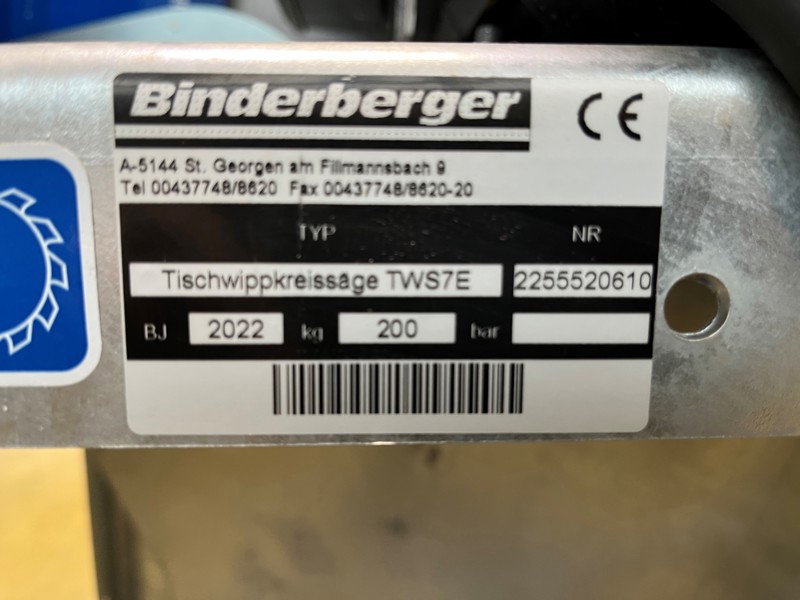 Binderberger
CE
A-5144 St. Georgen am Fillmannsbach 9
Tel 00437748/8620 Fax 00437748/8620-20
TYP NR
Tischwippkreissäge TWS7E 2255520610
BJ 2022 kg 200 bar